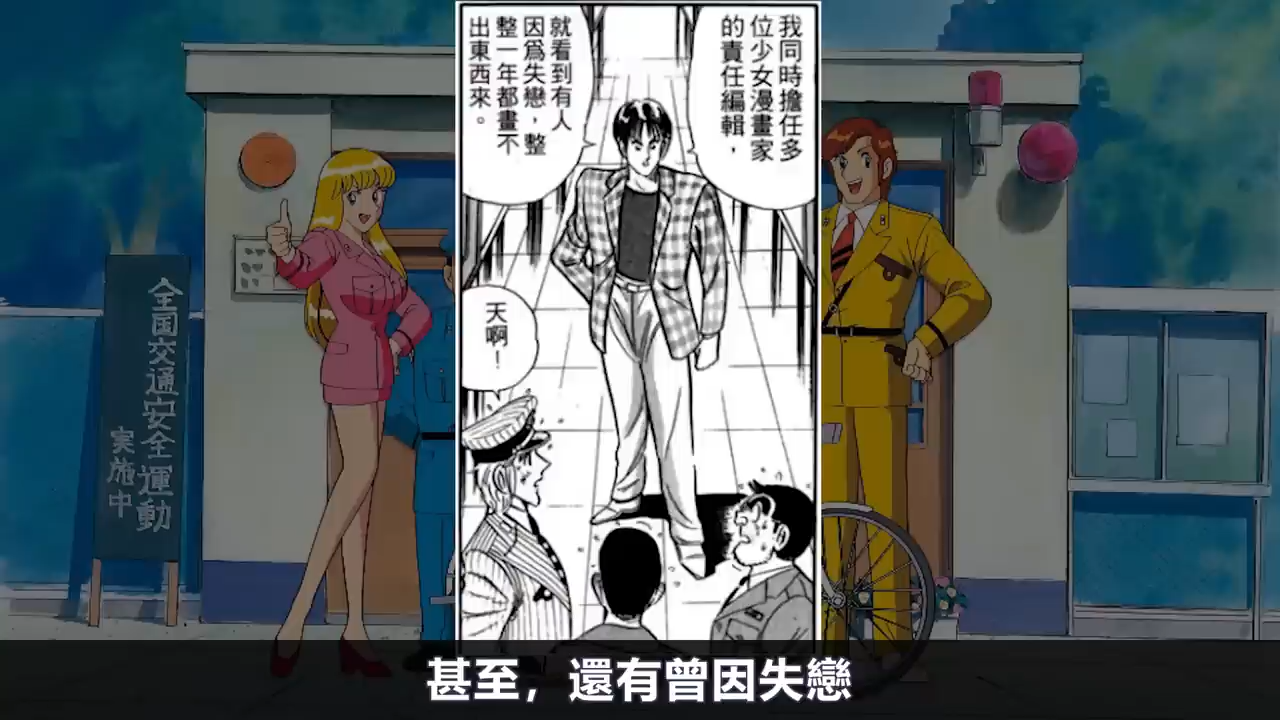 我同時擔任多
位少女漫畫家
的責任編輯，
就看到有人
因爲失戀，整
整一年都畫不
出東西來。
天啊！
全国交通安全運動
実施中
甚至，還有曾因失戀